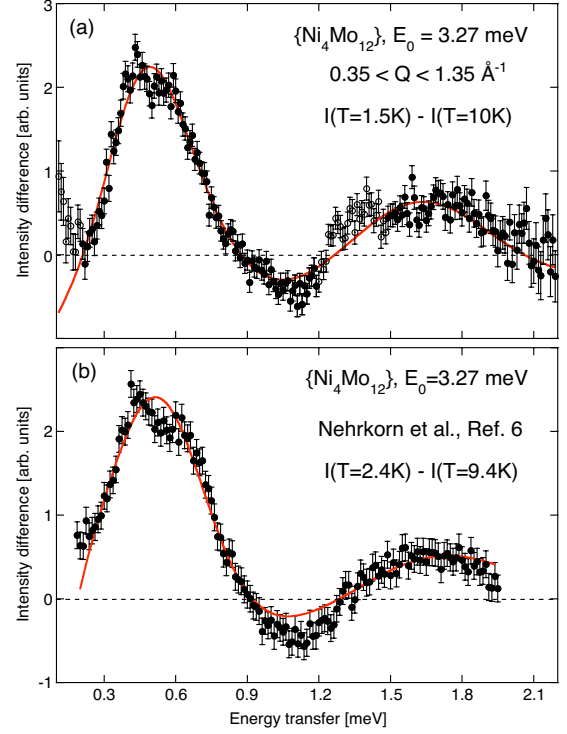 (a)
{Ni₄Mo₁₂}, E₀ = 3.27 meV
0.35 < Q < 1.35 Å⁻¹
I(T=1.5K) - I(T=10K)
Intensity difference [arb. units]
2
1
0
(b)
{Ni₄Mo₁₂}, E₀=3.27 meV
Nehrkorn et al., Ref. 6
I(T=2.4K) - I(T=9.4K)
Intensity difference [arb. units]
2
1
0
-1
0.3 0.6 0.9 1.2 1.5 1.8 2.1
Energy transfer [meV]